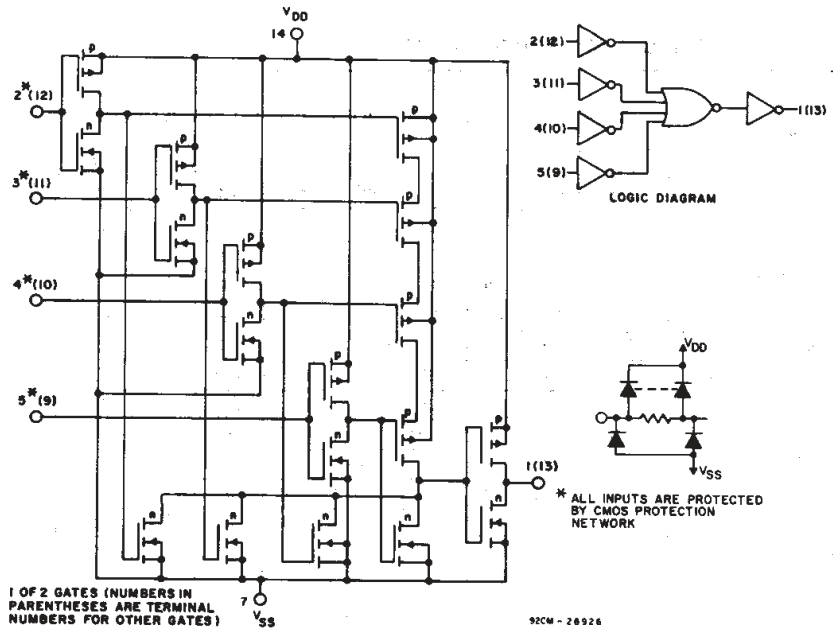 VDD
14
p
2*(12)
n
p
3*(11)
n
p
4*(10)
n
p
5*(9)
n
p
p
p
p
p
1(13)
n
n
n
n
n
7
VSS
1 OF 2 GATES (NUMBERS IN
PARENTHESES ARE TERMINAL
NUMBERS FOR OTHER GATES)
2(12)
3(11)
4(10)
5(9)
1(13)
LOGIC DIAGRAM
VDD
VSS
* ALL INPUTS ARE PROTECTED
BY CMOS PROTECTION
NETWORK
92CM-28926